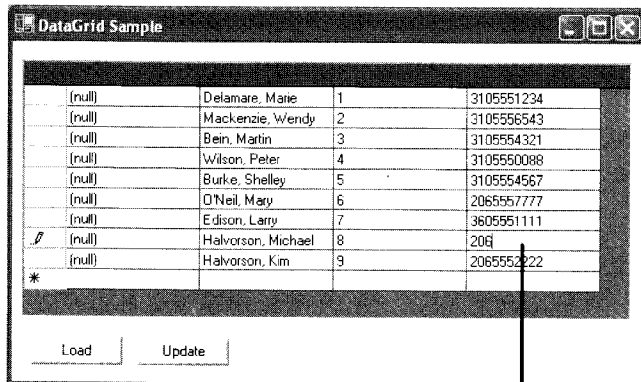 DataGrid Sample
(null) Delamare, Marie 1 3105551234
(null) Mackenzie, Wendy 2 3105556543
(null) Bein, Martin 3 3105554321
(null) Wilson, Peter 4 3105550088
(null) Burke, Shelley 5 3105554567
(null) O'Neil, Mary 6 2065557777
(null) Edison, Larry 7 3605551111
(null) Halvorson, Michael 8 206
(null) Halvorson, Kim 9 2065552222
*
Load Update